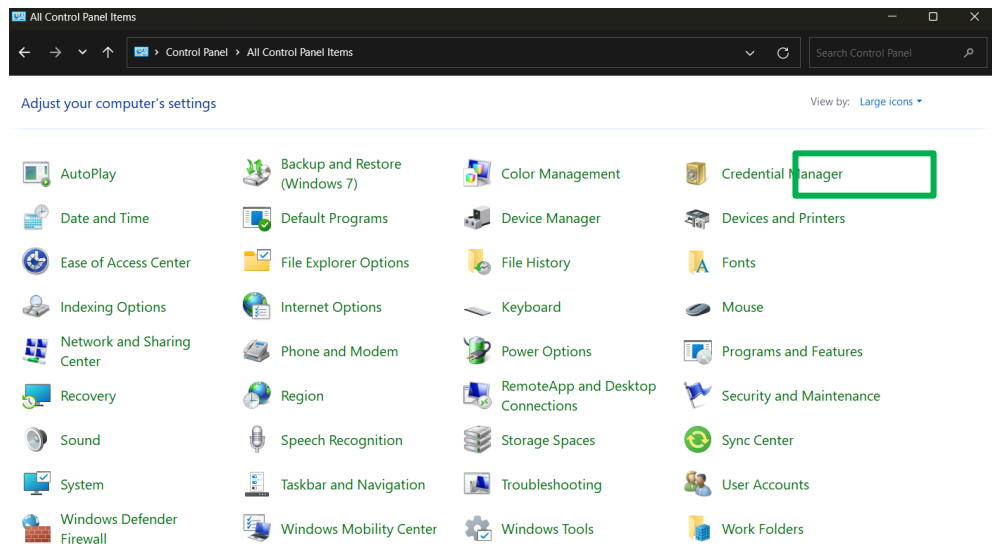 All Control Panel Items
Control Panel > All Control Panel Items
Search Control Panel
Adjust your computer's settings
View by: Large icons
AutoPlay
Backup and Restore
(Windows 7)
Color Management
Credential Manager
Date and Time
Default Programs
Device Manager
Devices and Printers
Ease of Access Center
File Explorer Options
File History
Fonts
Indexing Options
Internet Options
Keyboard
Mouse
Network and Sharing
Center
Phone and Modem
Power Options
Programs and Features
Recovery
Region
RemoteApp and Desktop
Connections
Security and Maintenance
Sound
Speech Recognition
Storage Spaces
Sync Center
System
Taskbar and Navigation
Troubleshooting
User Accounts
Windows Defender
Firewall
Windows Mobility Center
Windows Tools
Work Folders